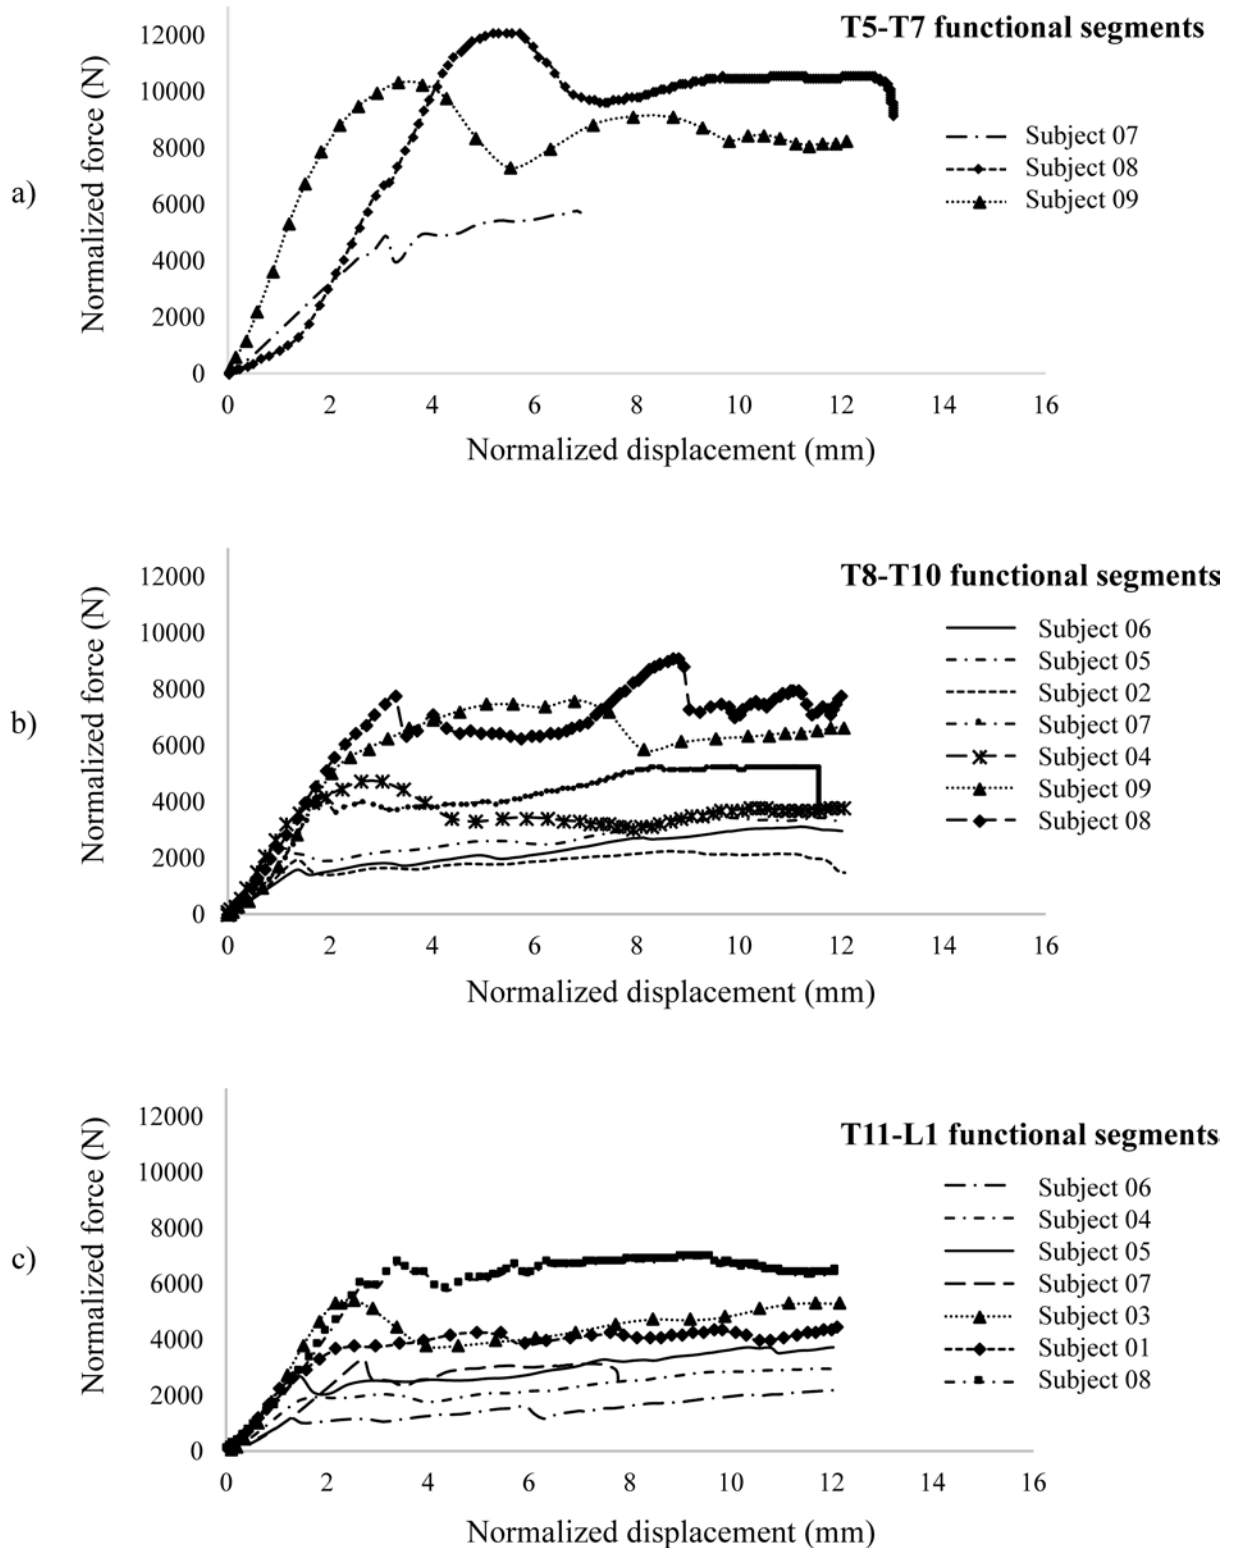 a)
T5-T7 functional segments
Normalized force (N)
12000
10000
8000
6000
4000
2000
0
Subject 07
Subject 08
Subject 09
0 2 4 6 8 10 12 14 16
Normalized displacement (mm)
b)
T8-T10 functional segments
Normalized force (N)
12000
10000
8000
6000
4000
2000
0
Subject 06
Subject 05
Subject 02
Subject 07
Subject 04
Subject 09
Subject 08
0 2 4 6 8 10 12 14 16
Normalized displacement (mm)
c)
T11-L1 functional segments
Normalized force (N)
12000
10000
8000
6000
4000
2000
0
Subject 06
Subject 04
Subject 05
Subject 07
Subject 03
Subject 01
Subject 08
0 2 4 6 8 10 12 14 16
Normalized displacement (mm)